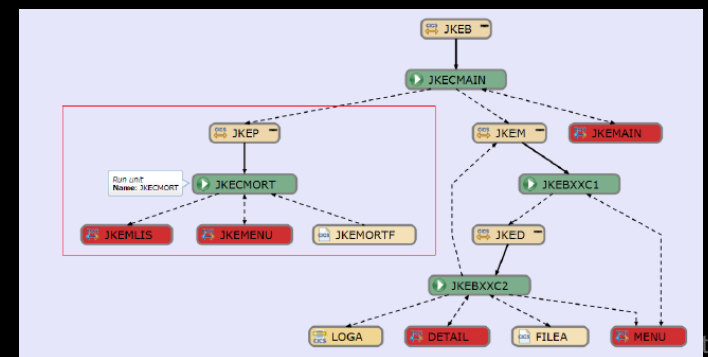 JKEB
JKECMAIN
JKEP
JKEM
JKEMAIN
Run unit
Name: JKECMORT
JKECMORT
JKEBXXC1
JKEMLIS
JKEMENU
JKEMORTF
JKED
JKEBXXC2
LOGA
DETAIL
FILEA
MENU